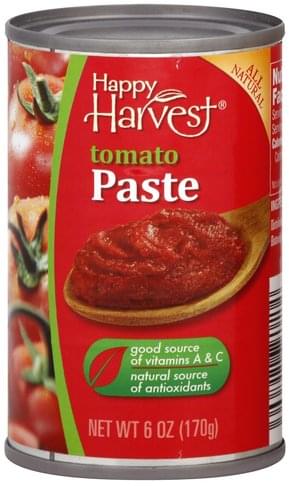 Happy
Harvest®
ALL
NATURAL
tomato
Paste
good source
of vitamins A & C
natural source
of antioxidants
NET WT 6 OZ (170g)